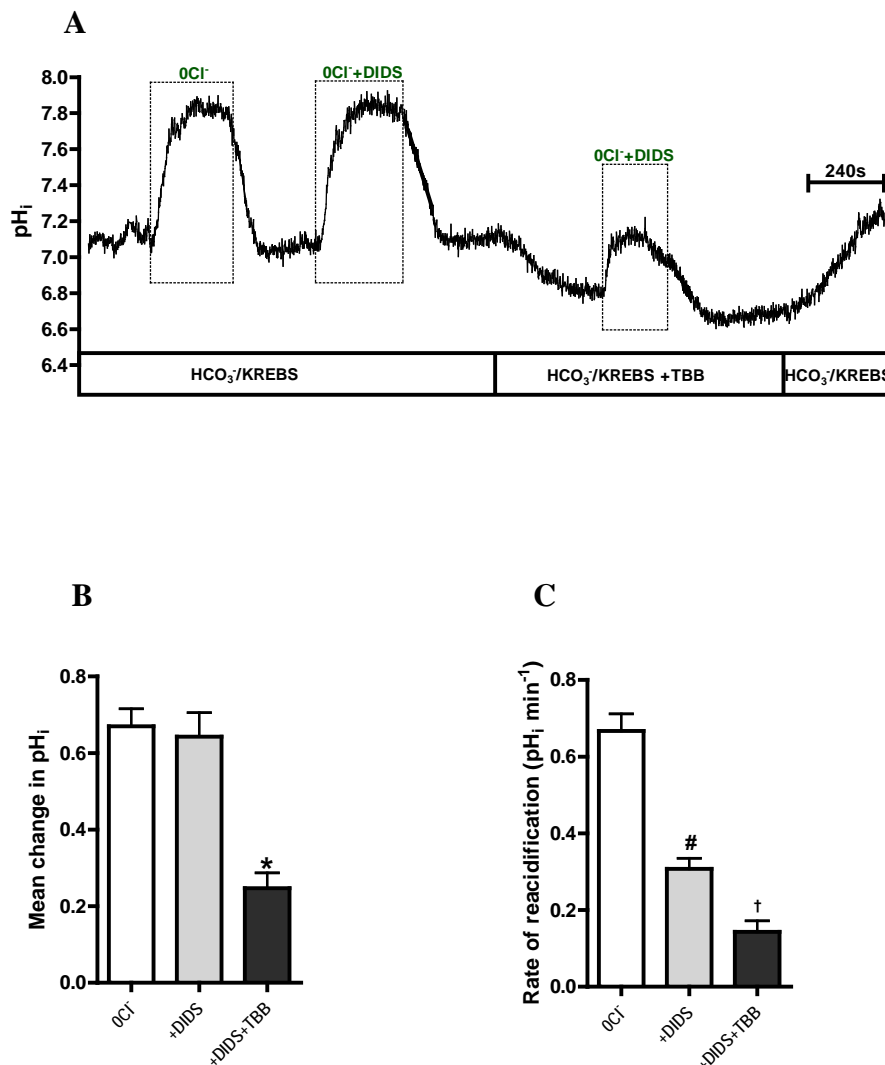 A
0Cl⁻
0Cl⁻+DIDS
0Cl⁻+DIDS
240s
pHᵢ
8.0
7.8
7.6
7.4
7.2
7.0
6.8
6.6
6.4
HCO₃⁻/KREBS
HCO₃⁻/KREBS +TBB
HCO₃⁻/KREBS
B
Mean change in pHᵢ
0.8
0.6
0.4
0.2
0.0
*
0Cl⁻
+DIDS
+DIDS+TBB
C
Rate of reacidification (pHᵢ min⁻¹)
0.8
0.6
0.4
0.2
0.0
#
†
0Cl⁻
+DIDS
+DIDS+TBB